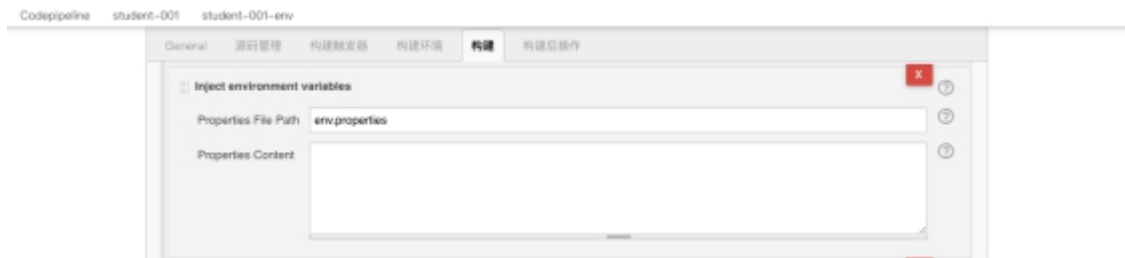 Codepipeline student-001 student-001-env
General 源码管理 构建触发器 构建环境 构建 构建后操作
Inject environment variables X
Properties File Path env.properties
Properties Content